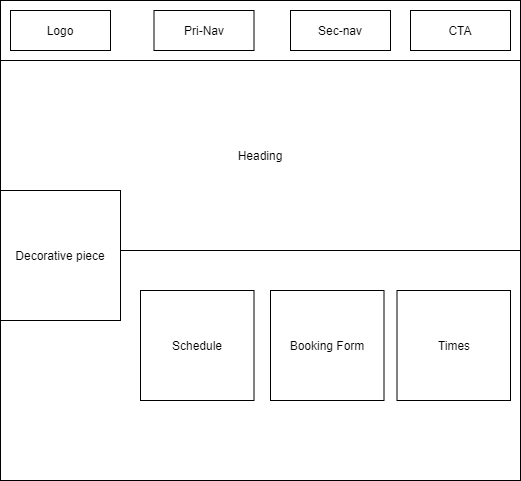 Logo
Pri-Nav
Sec-nav
CTA
Heading
Decorative piece
Schedule
Booking Form
Times